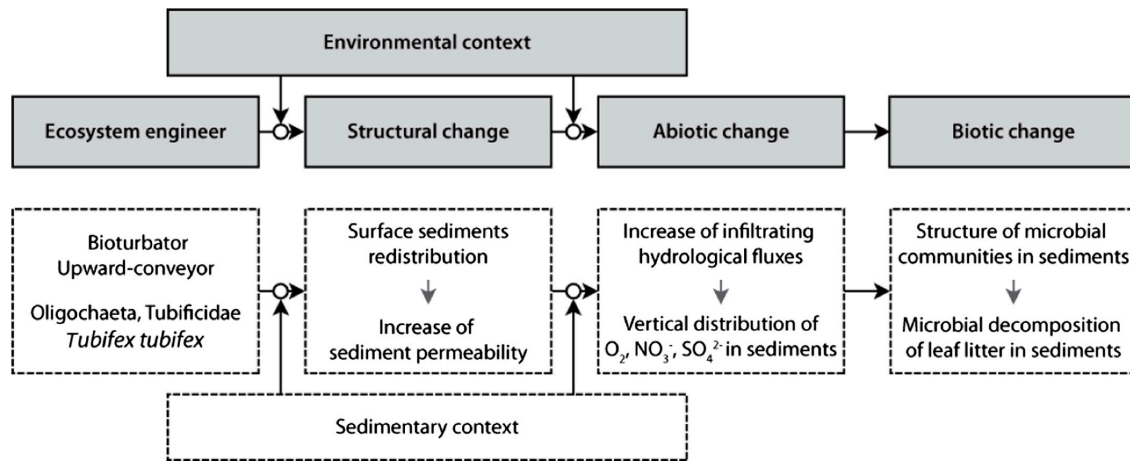 Environmental context
Ecosystem engineer
Structural change
Abiotic change
Biotic change
Bioturbator
Upward-conveyor
Oligochaeta, Tubificidae
Tubifex tubifex
Surface sediments
redistribution
Increase of
sediment permeability
Increase of infiltrating
hydrological fluxes
Vertical distribution of
O₂, NO₃⁻, SO₄²⁻ in sediments
Structure of microbial
communities in sediments
Microbial decomposition
of leaf litter in sediments
Sedimentary context